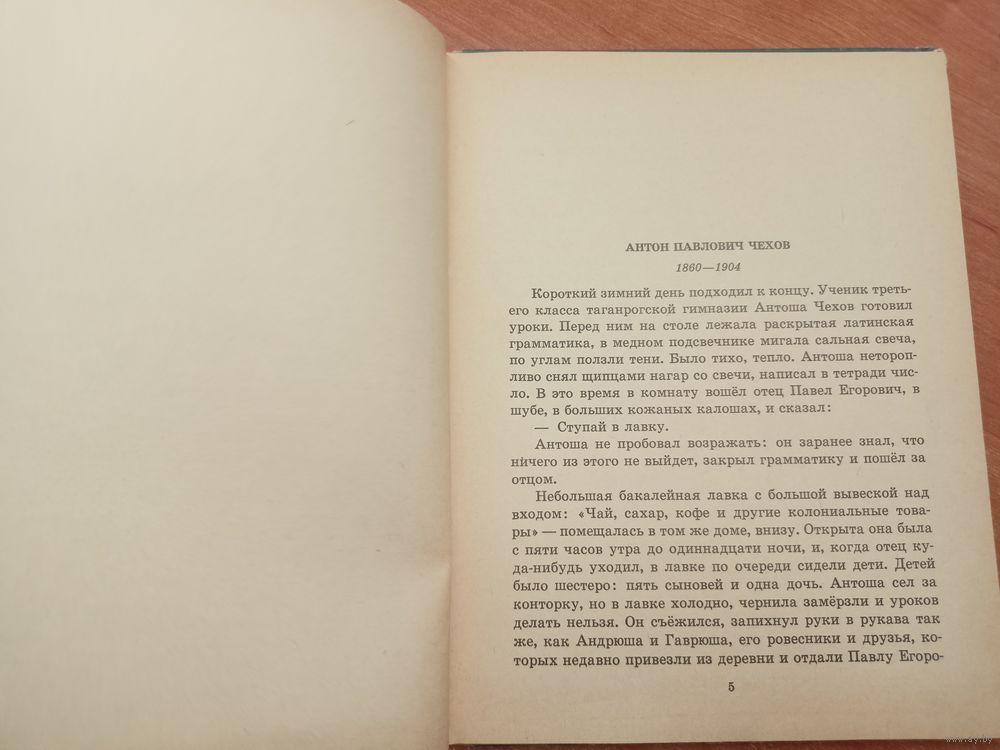 АНТОН ПАВЛОВИЧ ЧЕХОВ
1860—1904
Короткий зимний день подходил к концу. Ученик треть-
его класса таганрогской гимназии Антоша Чехов готовил
уроки. Перед ним на столе лежала раскрытая латинская
грамматика, в медном подсвечнике мигала сальная свеча,
по углам ползли тени. Было тихо, тепло. Антоша нетороп-
ливо снял щипцами нагар со свечи, написал в тетради чис-
ло. В это время в комнату вошёл отец Павел Егорович, в
шубе, в больших кожаных калошах, и сказал:
— Ступай в лавку.
Антоша не пробовал возражать: он заранее знал, что
ничего из этого не выйдет, закрыл грамматику и пошёл за
отцом.
Небольшая бакалейная лавка с большой вывеской над
входом: «Чай, сахар, кофе и другие колониальные това-
ры» — помещалась в том же доме, внизу. Открыта она была
с пяти часов утра до одиннадцати ночи, и, когда отец ку-
да-нибудь уходил, в лавке по очереди сидели дети. Детей
было шестеро: пять сыновей и одна дочь. Антоша сел за
конторку, но в лавке холодно, чернила замёрзли и уроков
делать нельзя. Он съёжился, запихнул руки в рукава так
же, как Андрюша и Гаврюша, его ровесники и друзья, ко-
торых недавно привезли из деревни и отдали Павлу Егоро-
5
www.ay.by